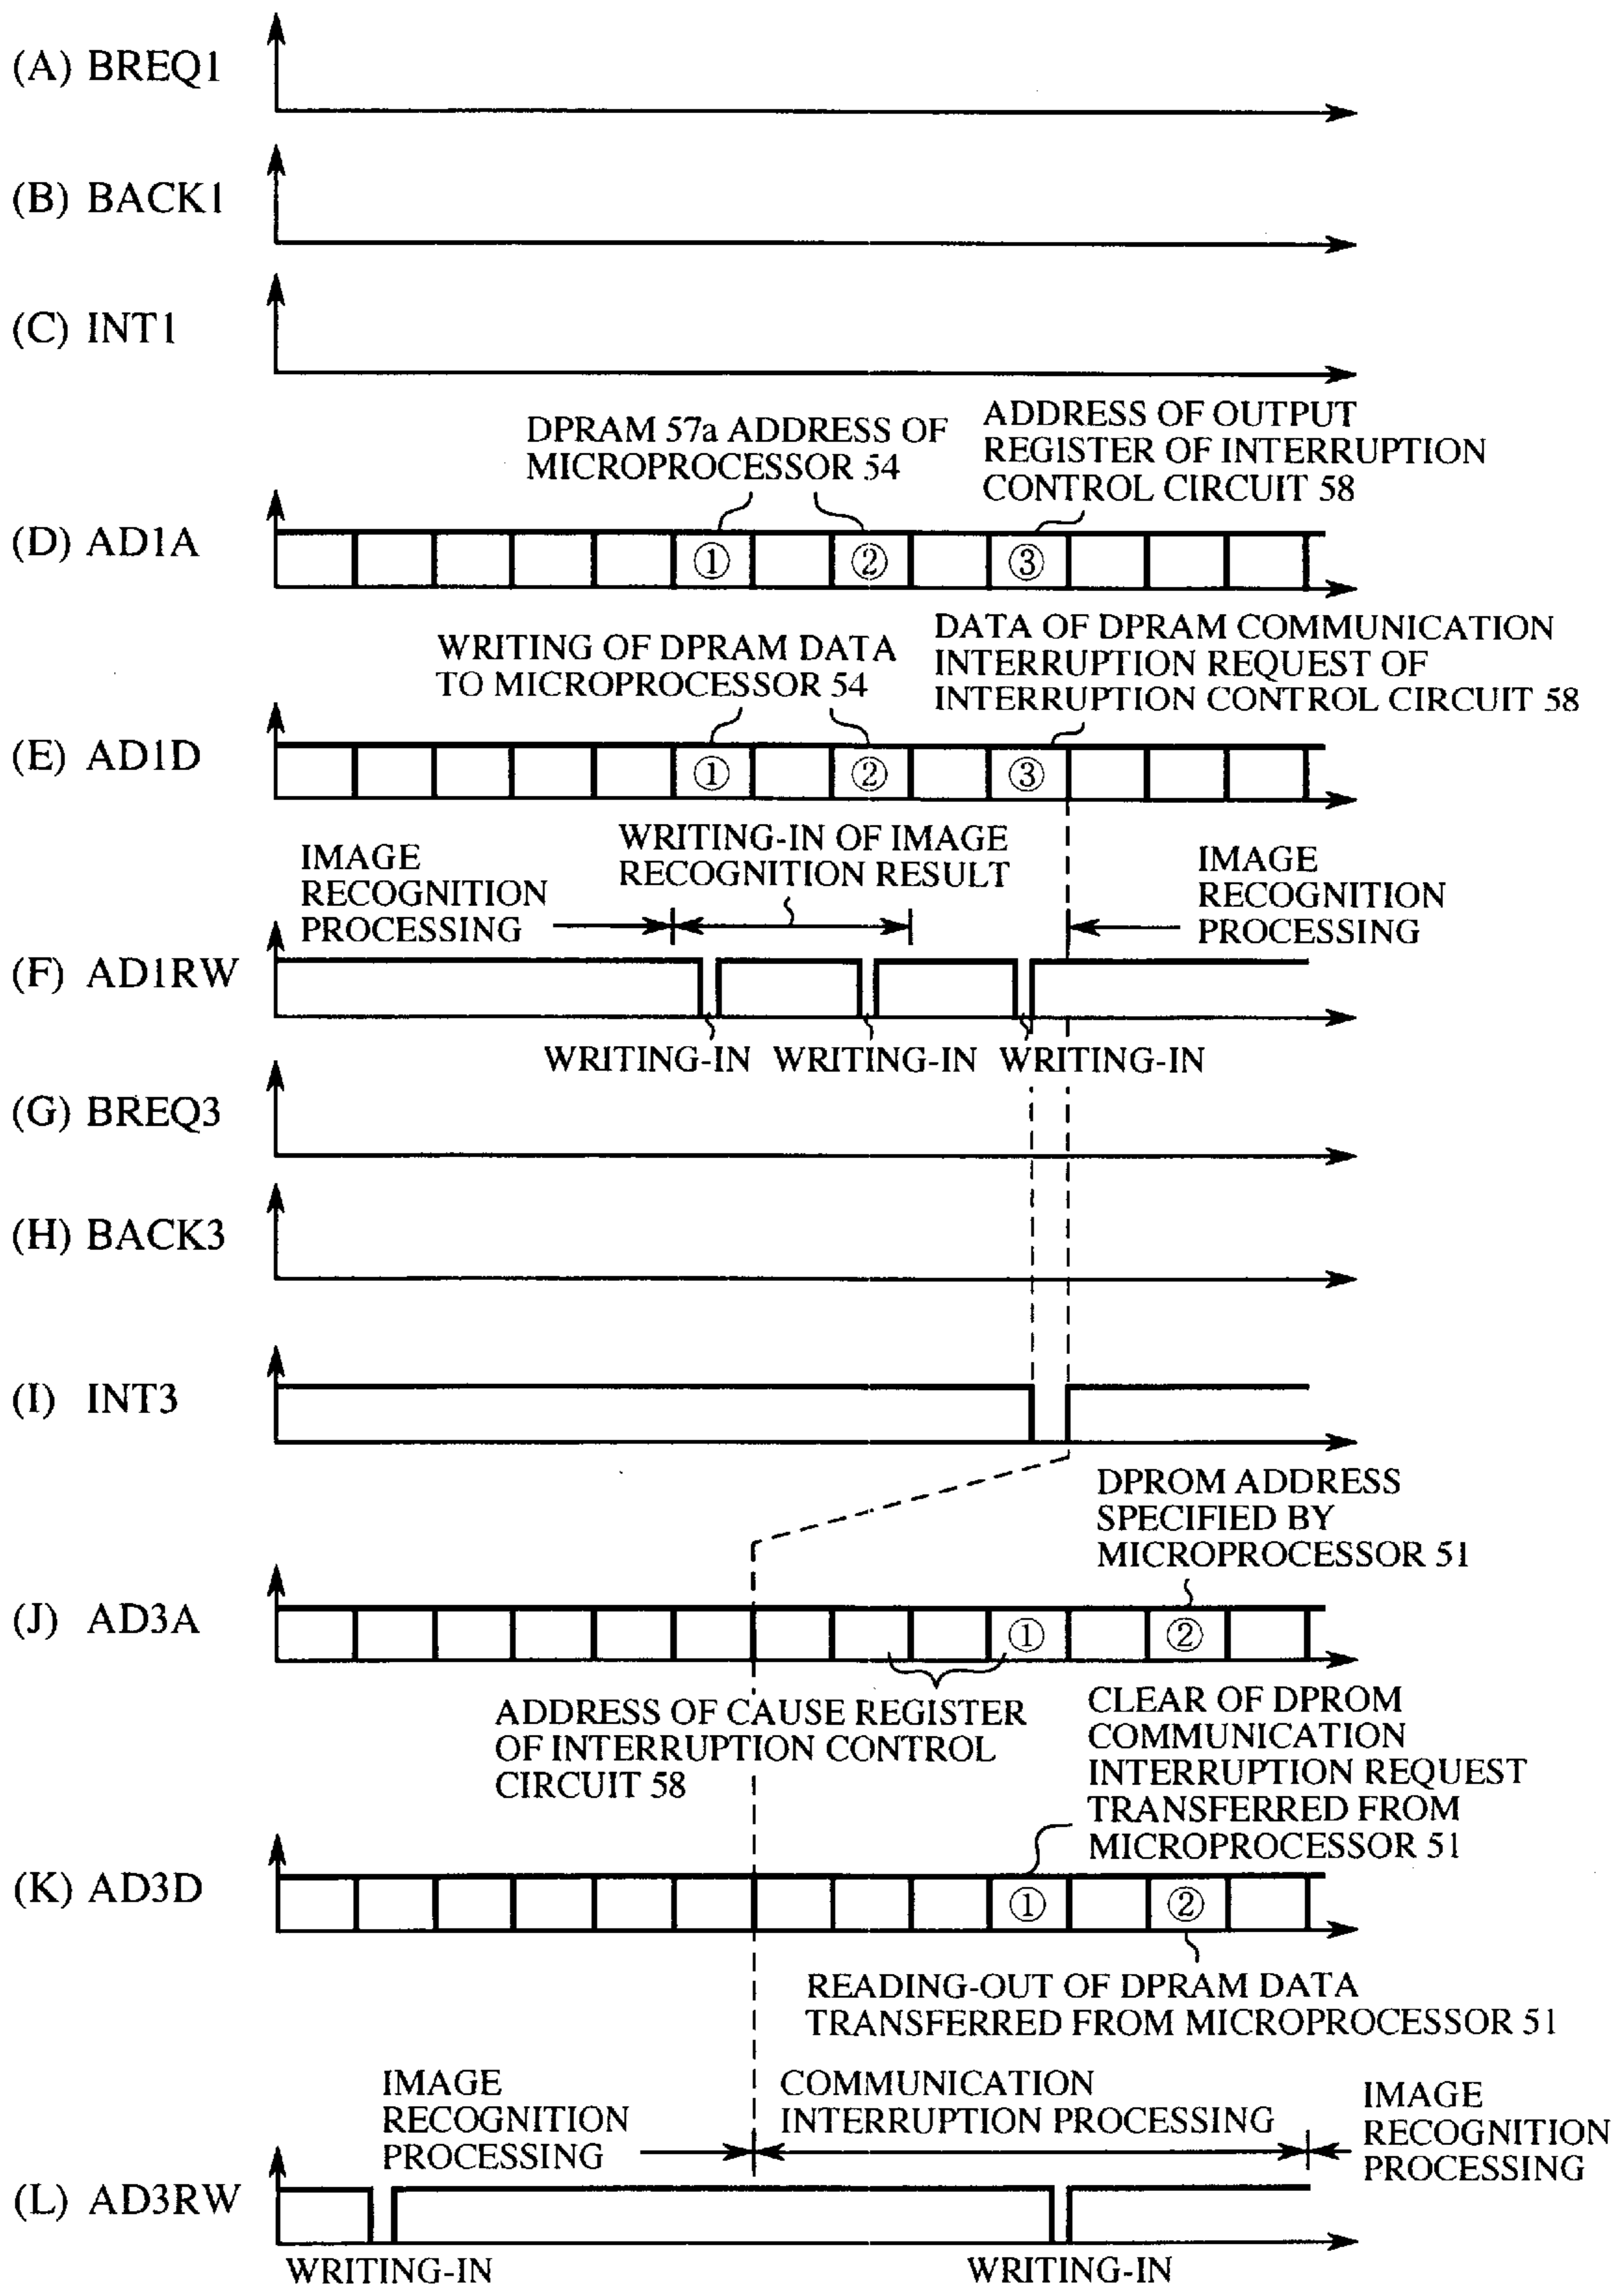 (A) BREQ1
(B) BACK1
(C) INT1
DPRAM 57a ADDRESS OF
MICROPROCESSOR 54
ADDRESS OF OUTPUT
REGISTER OF INTERRUPTION
CONTROL CIRCUIT 58
(D) AD1A
① ② ③
WRITING OF DPRAM DATA
TO MICROPROCESSOR 54
DATA OF DPRAM COMMUNICATION
INTERRUPTION REQUEST OF
INTERRUPTION CONTROL CIRCUIT 58
(E) AD1D
① ② ③
IMAGE
RECOGNITION
PROCESSING
WRITING-IN OF IMAGE
RECOGNITION RESULT
IMAGE
RECOGNITION
PROCESSING
(F) AD1RW
WRITING-IN WRITING-IN WRITING-IN
(G) BREQ3
(H) BACK3
(I) INT3
DPROM ADDRESS
SPECIFIED BY
MICROPROCESSOR 51
(J) AD3A
① ②
ADDRESS OF CAUSE REGISTER
OF INTERRUPTION CONTROL
CIRCUIT 58
CLEAR OF DPROM
COMMUNICATION
INTERRUPTION REQUEST
TRANSFERRED FROM
MICROPROCESSOR 51
(K) AD3D
① ②
READING-OUT OF DPRAM DATA
TRANSFERRED FROM MICROPROCESSOR 51
IMAGE
RECOGNITION
PROCESSING
COMMUNICATION
INTERRUPTION PROCESSING
IMAGE
RECOGNITION
PROCESSING
(L) AD3RW
WRITING-IN WRITING-IN